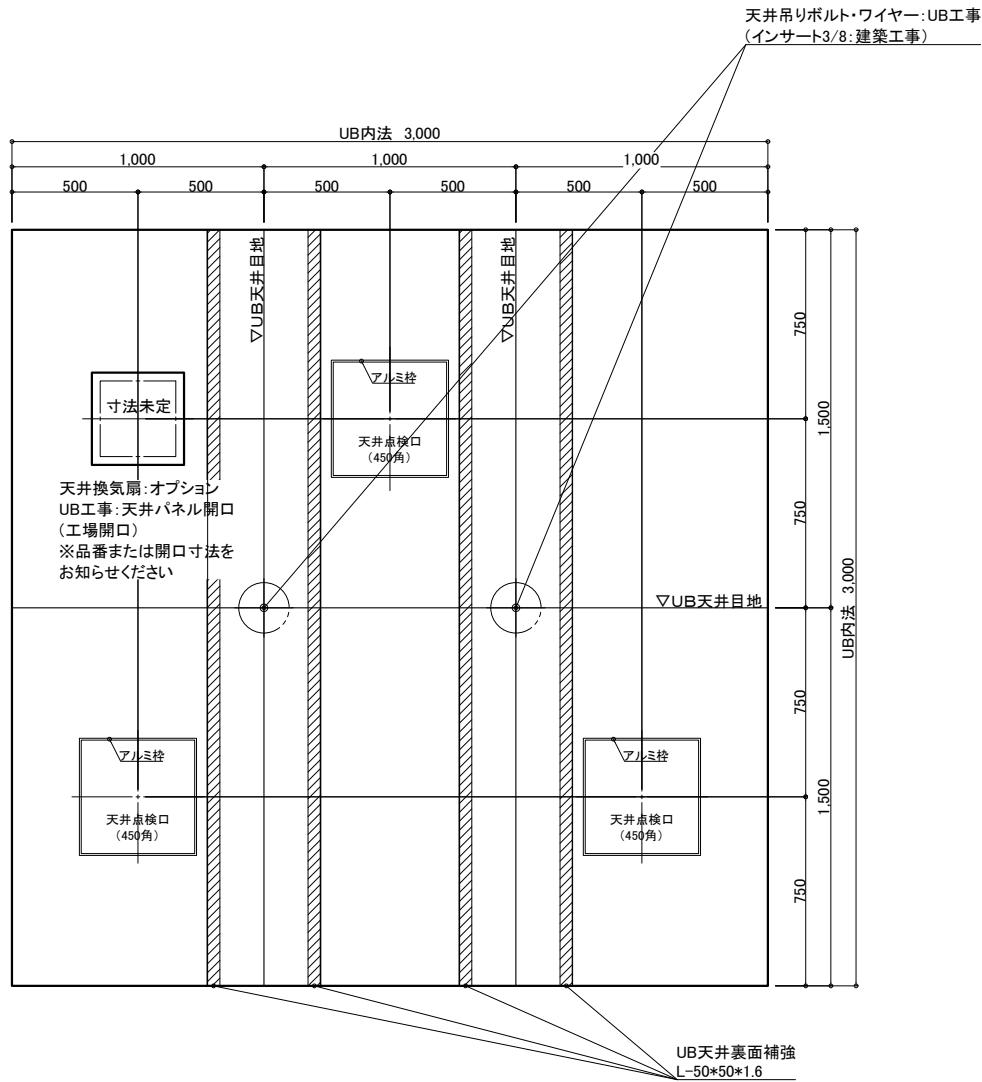 天井吊りボルト・ワイヤー:UB工事
(インサート3/8:建築工事)
UB内法 3,000
1,000
1,000
1,000
500
500
500
500
500
500
▽UB天井目地
▽UB天井目地
750
アルミ枠
寸法未定
1,500
天井点検口
(450角)
天井換気扇:オプション
UB工事:天井パネル開口
(工場開口)
※品番または開口寸法を
お知らせください
750
▽UB天井目地
UB内法 3,000
750
アルミ枠
アルミ枠
1,500
天井点検口
(450角)
天井点検口
(450角)
750
UB天井裏面補強
L-50*50*1.6